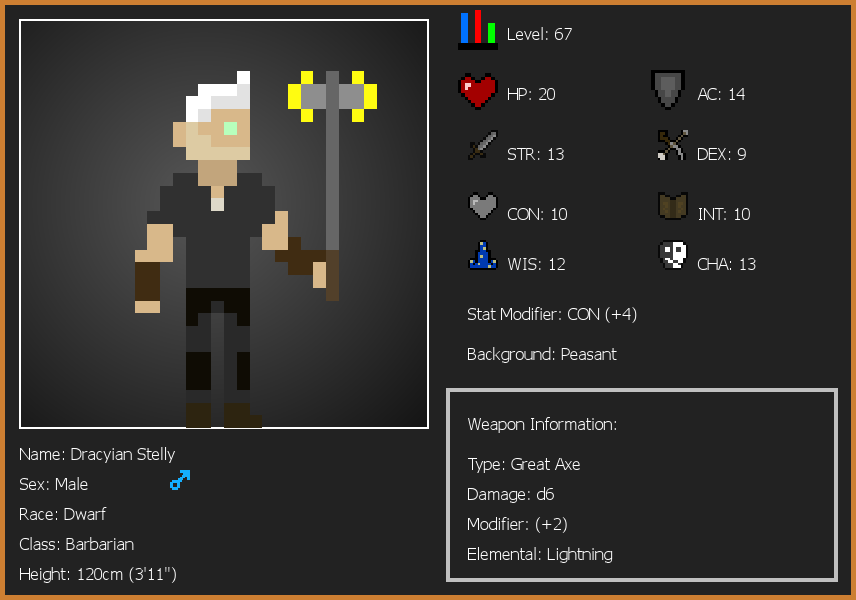 Level: 67
HP: 20
AC: 14
STR: 13
DEX: 9
CON: 10
INT: 10
WIS: 12
CHA: 13
Stat Modifier: CON (+4)
Background: Peasant
Weapon Information:
Type: Great Axe
Damage: d6
Modifier: (+2)
Elemental: Lightning
Name: Dracyian Stelly
Sex: Male
Race: Dwarf
Class: Barbarian
Height: 120cm (3'11")